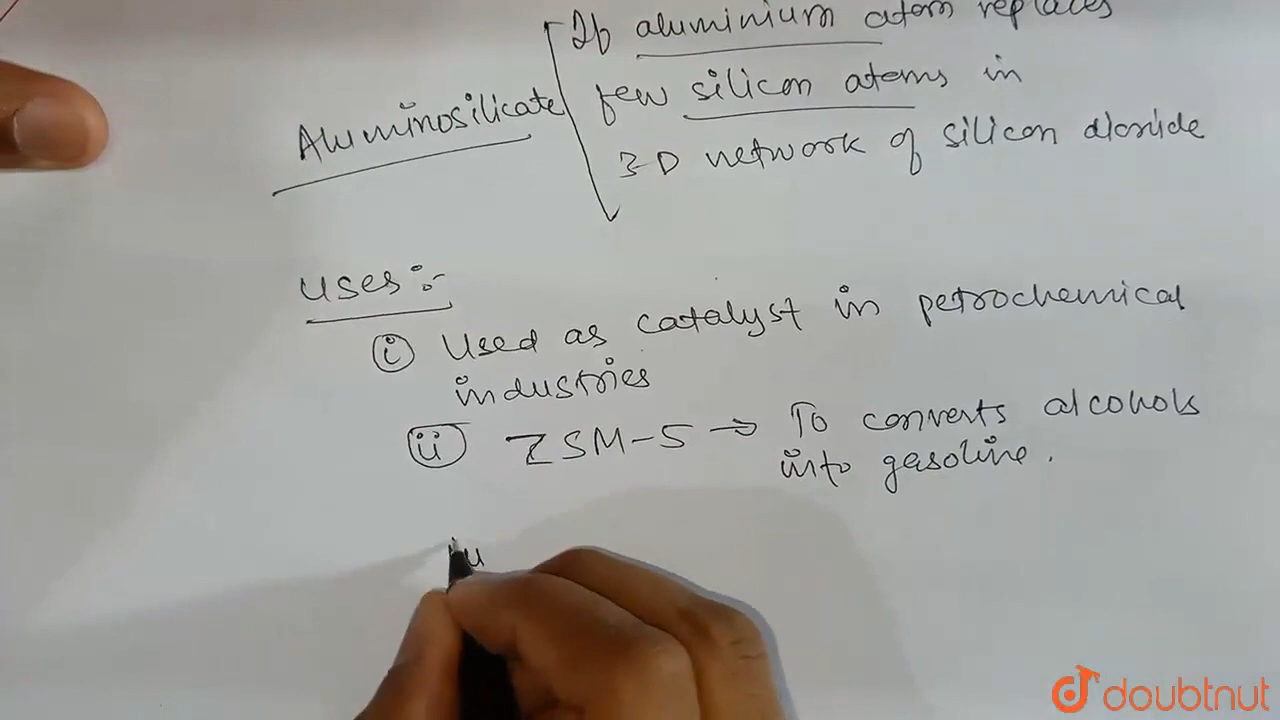 If aluminium atom replaces
Aluminosilicate
few silicon atoms in
3-D network of silicon dioxide
Uses:-
(i) Used as catalyst in petrochemical
industries
(ii) ZSM-5 → To converts alcohols
into gasoline.
doubtnut